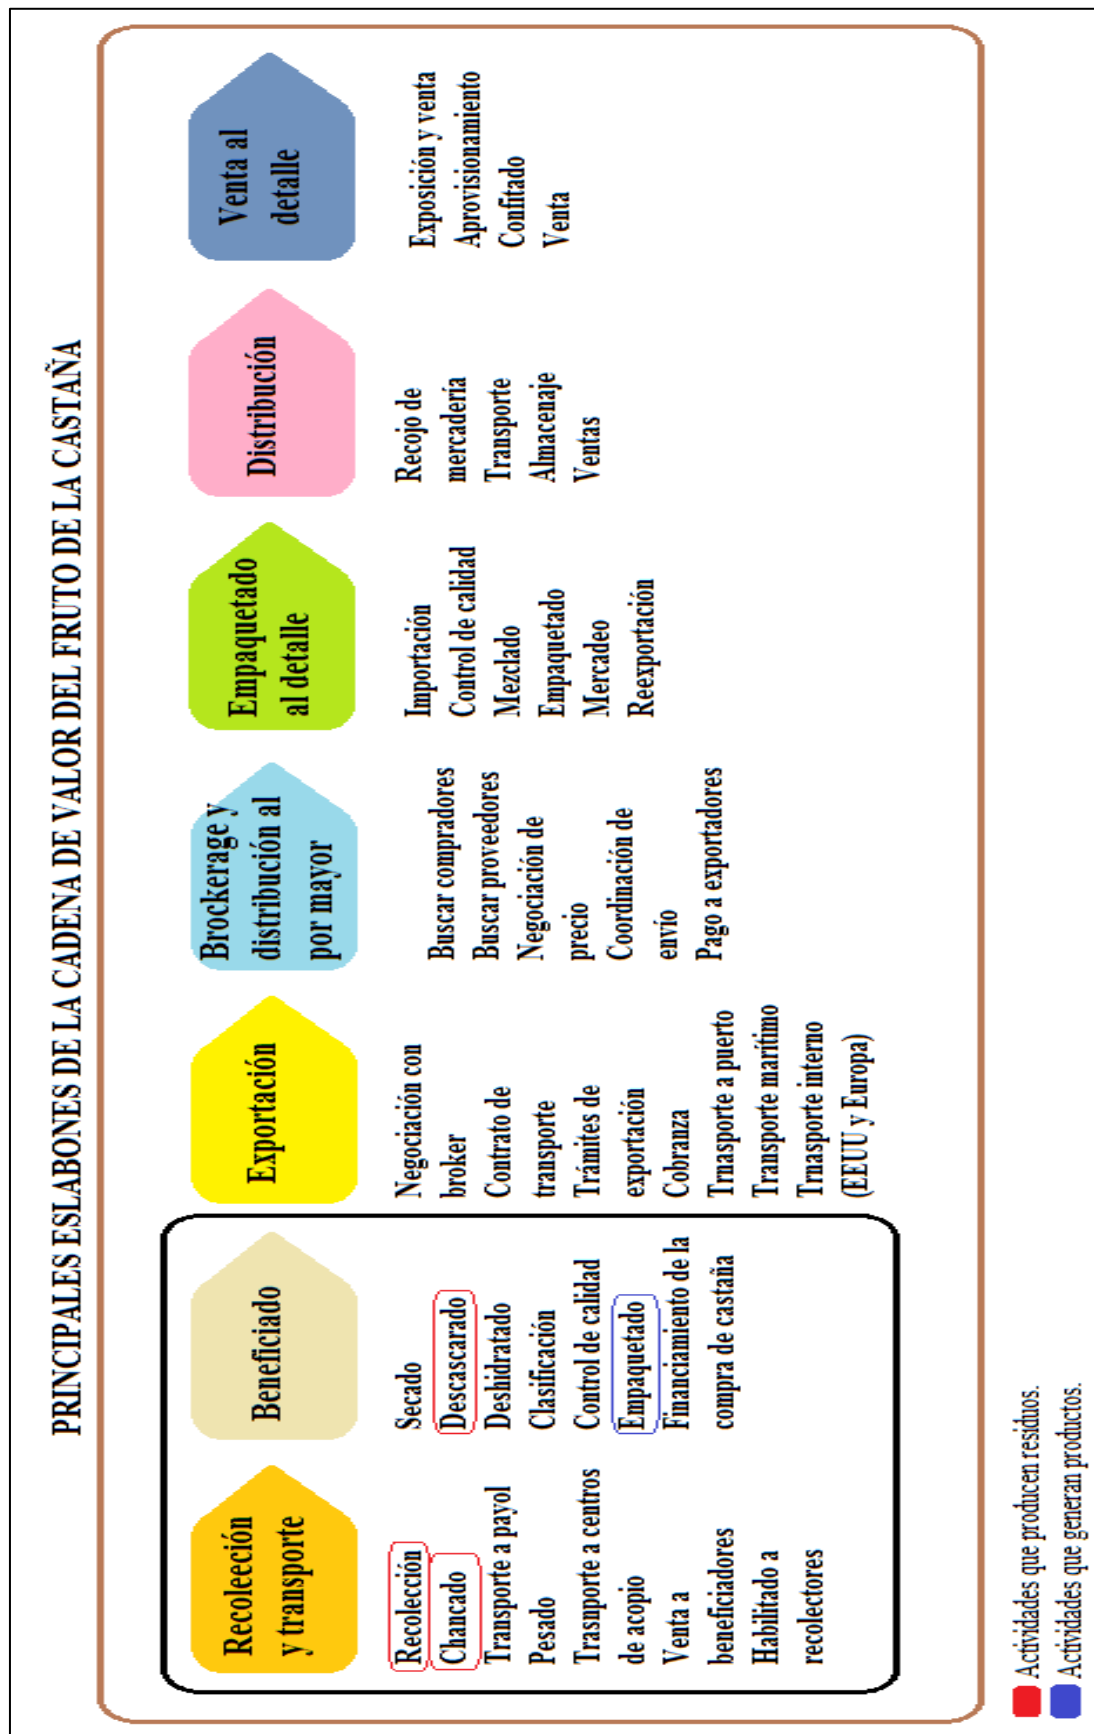 PRINCIPALES ESLABONES DE LA CADENA DE VALOR DEL FRUTO DE LA CASTAÑA
Recoleeción
y transporte
Recolección
Chancado
Transporte a payol
Pesado
Trasnporte a centros
de acopio
Venta a
beneficiadores
Habilitado a
recolectores
Beneficiado
Secado
Descascarado
Deshidratado
Clasificación
Control de calidad
Empaquetado
Financiamiento de la
compra de castaña
Exportación
Negociación con
broker
Contrato de
transporte
Trámites de
exportación
Cobranza
Trnasporte a puerto
Transporte marítimo
Trnasporte interno
(EEUU y Europa)
Brockerage y
distribución al
por mayor
Buscar compradores
Buscar proveedores
Negociación de
precio
Coordinación de
envío
Pago a exportadores
Empaquetado
al detalle
Importación
Control de calidad
Mezclado
Empaquetado
Mercadeo
Reexportación
Distribución
Recojo de
mercadería
Transporte
Almacenaje
Ventas
Venta al
detalle
Exposición y venta
Aprovisionamiento
Confitado
Venta
Actividades que producen residuos.
Actividades que generan productos.